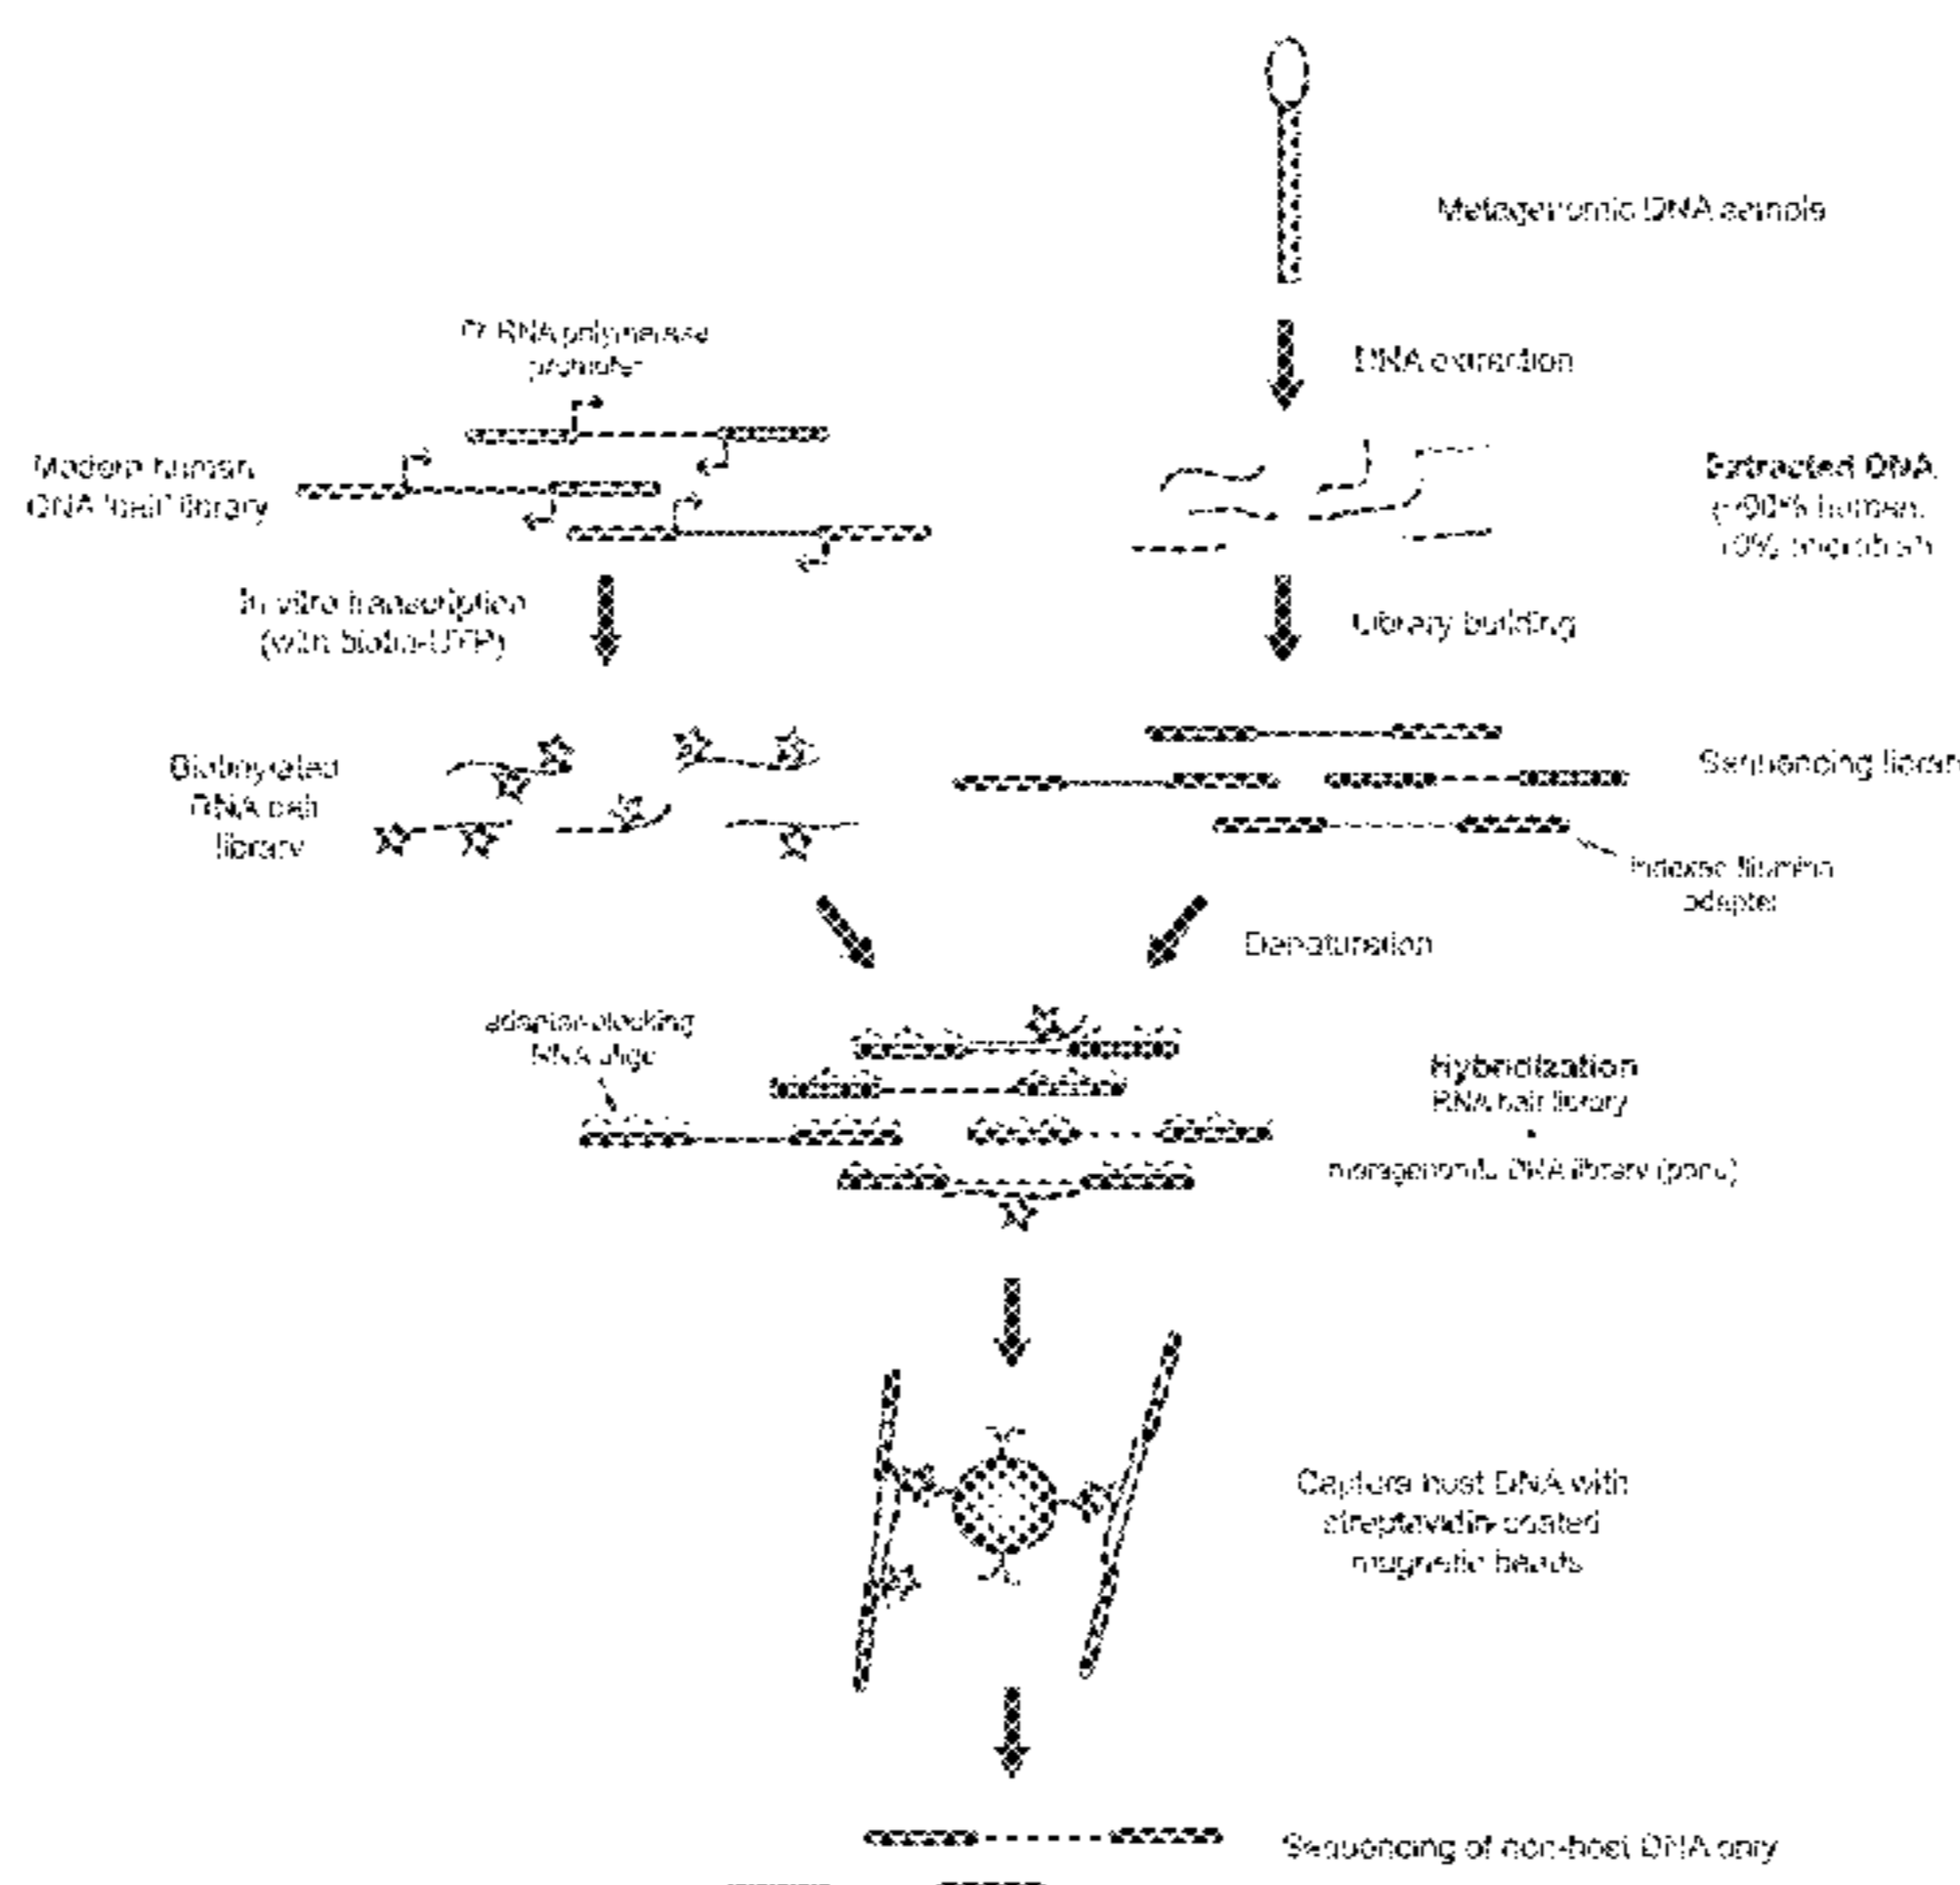 Metagenomic DNA sample
T7 RNA polymerase
promoter
DNA extraction
Modern human
DNA 'bait' library
Extracted DNA
(~90% human,
10% microbial)
In vitro transcription
(with biotin-UTP)
Library building
Biotinylated
RNA bait
library
Sequencing
Indexed Illumina
adapter
Denaturation
adapter-blocking
RNA oligo
Hybridization
RNA bait library
+
metagenomic DNA library (pond)
Capture host DNA with
streptavidin-coated
magnetic beads
Sequencing of non-host DNA only